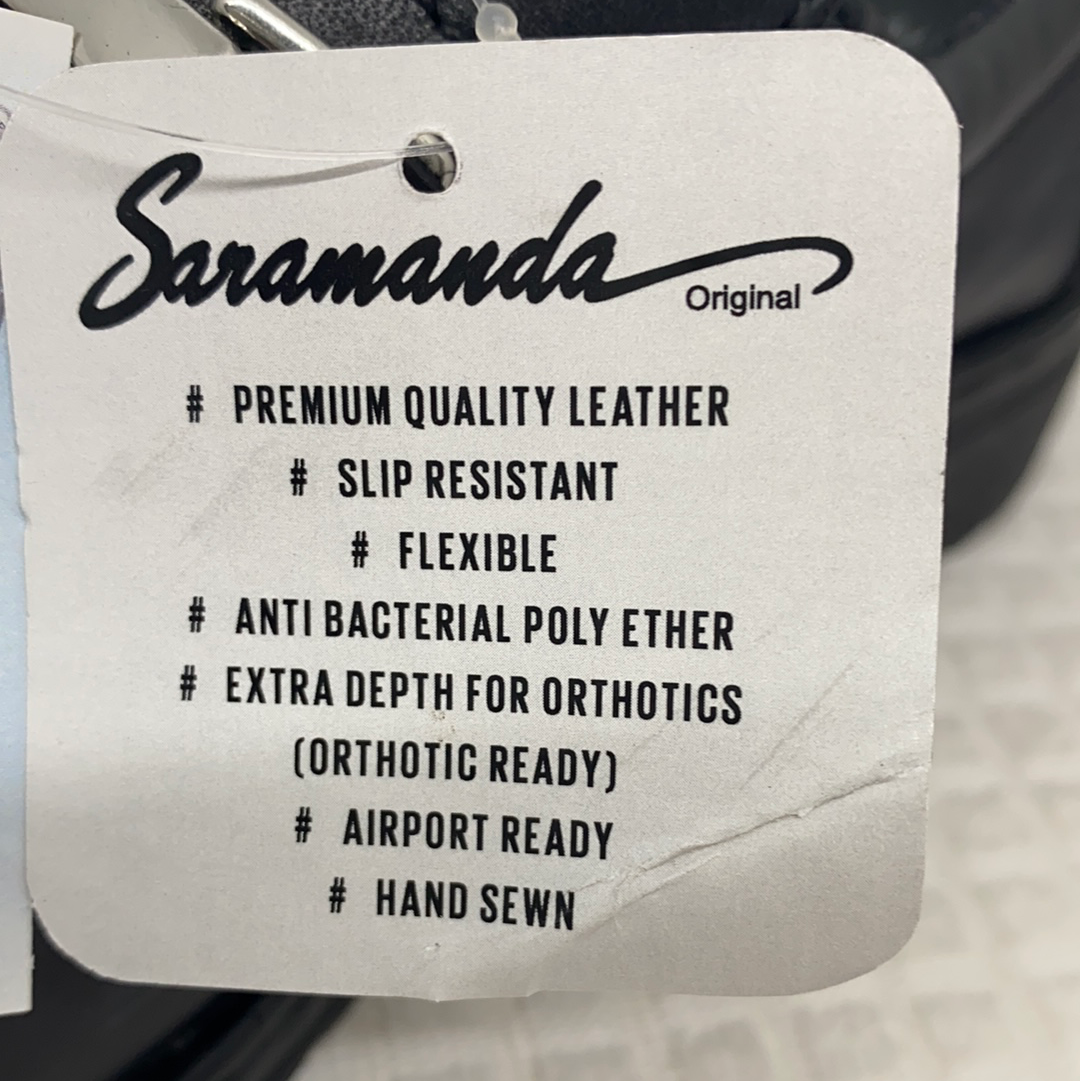 Saramanda
Original
# PREMIUM QUALITY LEATHER
# SLIP RESISTANT
# FLEXIBLE
# ANTI BACTERIAL POLY ETHER
# EXTRA DEPTH FOR ORTHOTICS
(ORTHOTIC READY)
# AIRPORT READY
# HAND SEWN